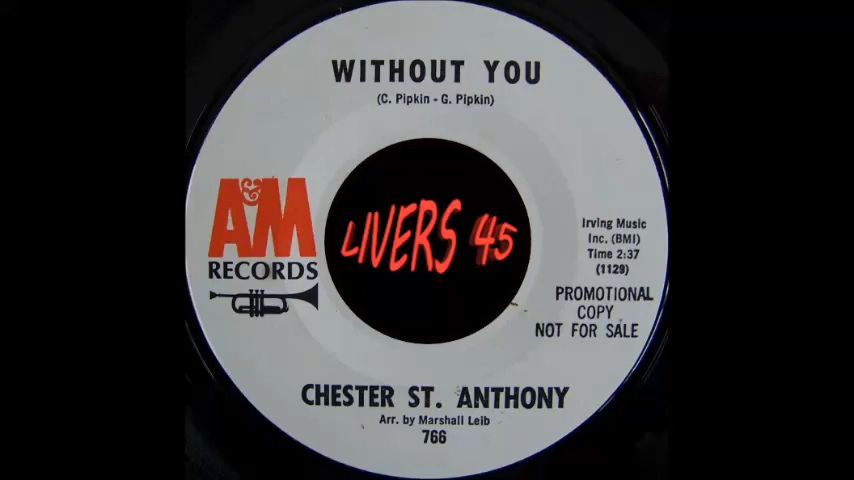 WITHOUT YOU
(C. Pipkin - G. Pipkin)
A&M
RECORDS
LIVERS 45
Irving Music
Inc. (BMI)
Time 2:37
(1129)
PROMOTIONAL
COPY
NOT FOR SALE
CHESTER ST. ANTHONY
Arr. by Marshall Leib
766